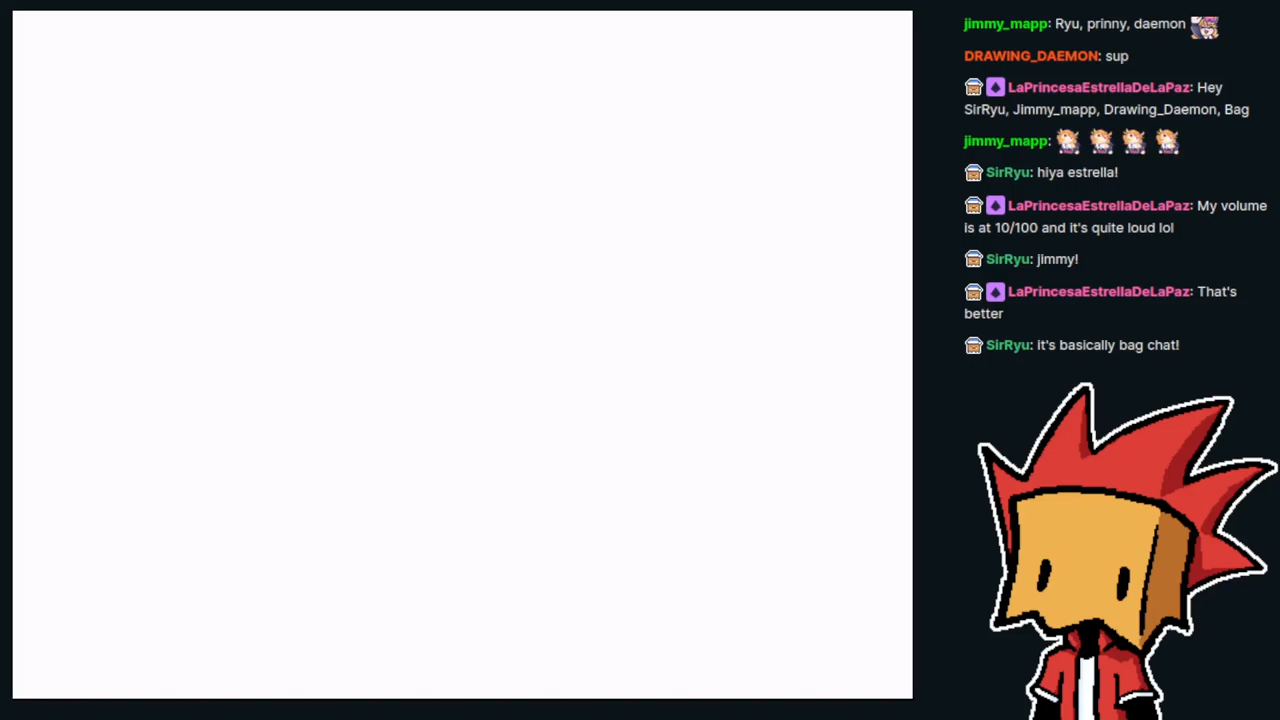 jimmy_mapp: Ryu, prinny, daemon
DRAWING_DAEMON: sup
LaPrincesaEstrellaDeLaPaz: Hey
SirRyu, Jimmy_mapp, Drawing_Daemon, Bag
jimmy_mapp:
SirRyu: hiya estrella!
LaPrincesaEstrellaDeLaPaz: My volume
is at 10/100 and it's quite loud lol
SirRyu: jimmy!
LaPrincesaEstrellaDeLaPaz: That's
better
SirRyu: it's basically bag chat!